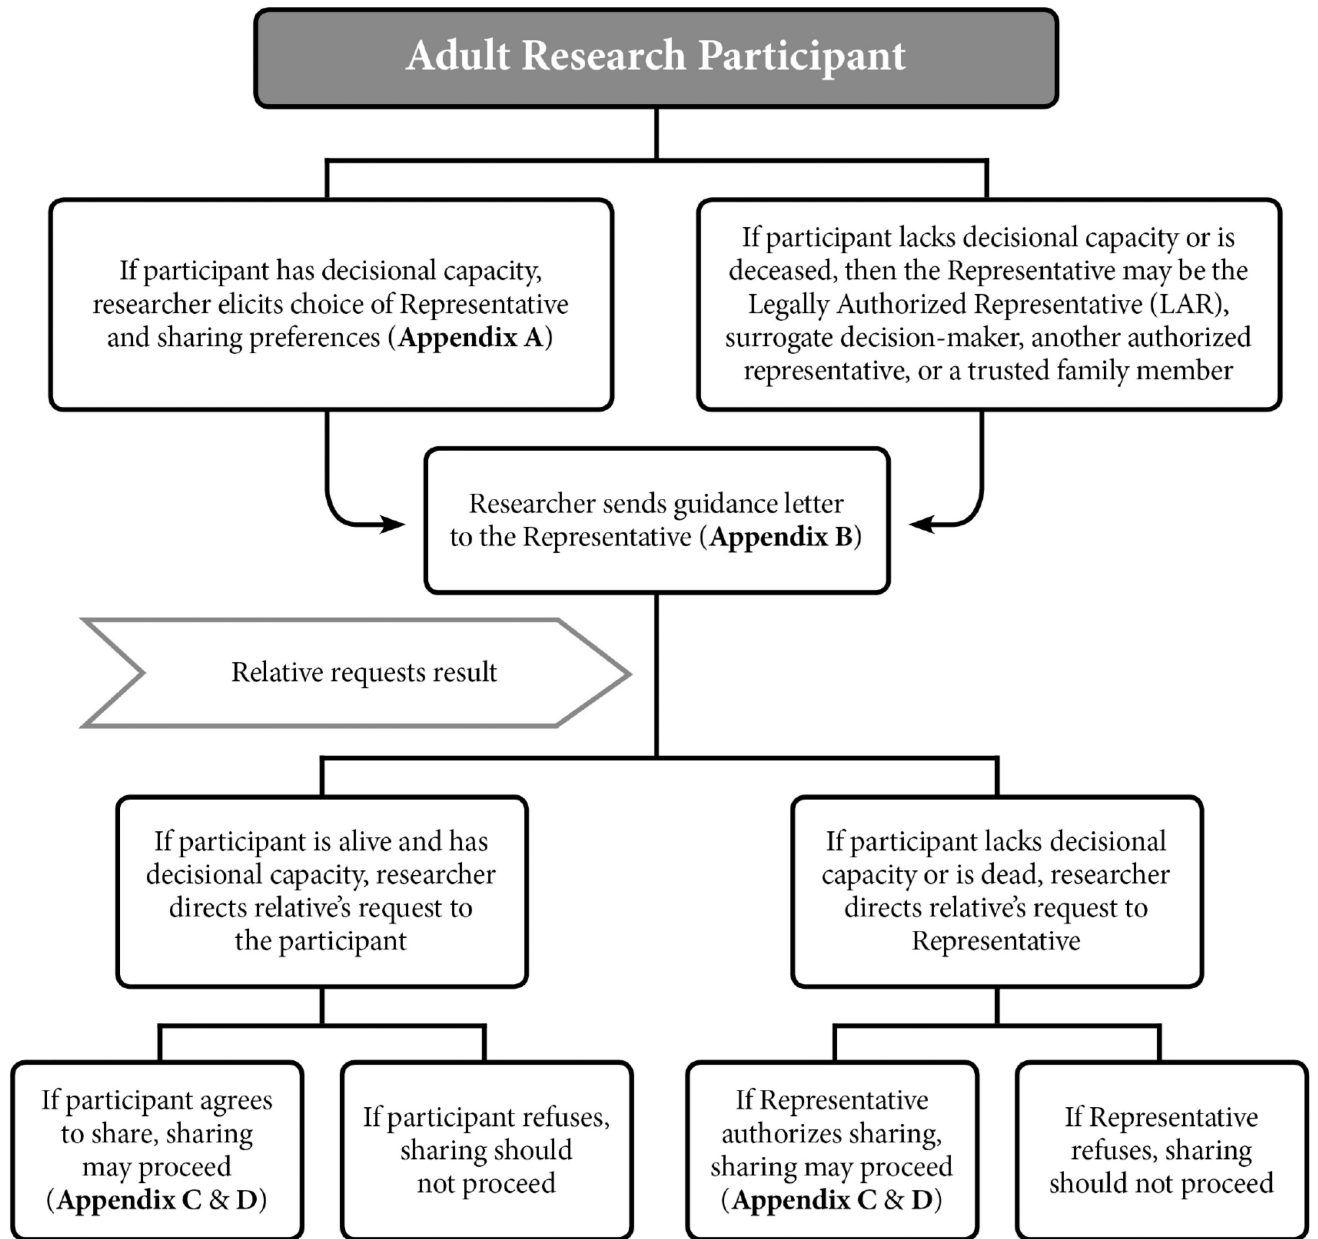 Adult Research Participant
If participant has decisional capacity,
researcher elicits choice of Representative
and sharing preferences (Appendix A)
If participant lacks decisional capacity or is
deceased, then the Representative may be the
Legally Authorized Representative (LAR),
surrogate decision-maker, another authorized
representative, or a trusted family member
Researcher sends guidance letter
to the Representative (Appendix B)
Relative requests result
If participant is alive and has
decisional capacity, researcher
directs relative’s request to
the participant
If participant lacks decisional
capacity or is dead, researcher
directs relative’s request to
Representative
If participant agrees
to share, sharing
may proceed
(Appendix C & D)
If participant refuses,
sharing should
not proceed
If Representative
authorizes sharing,
sharing may proceed
(Appendix C & D)
If Representative
refuses, sharing
should not proceed